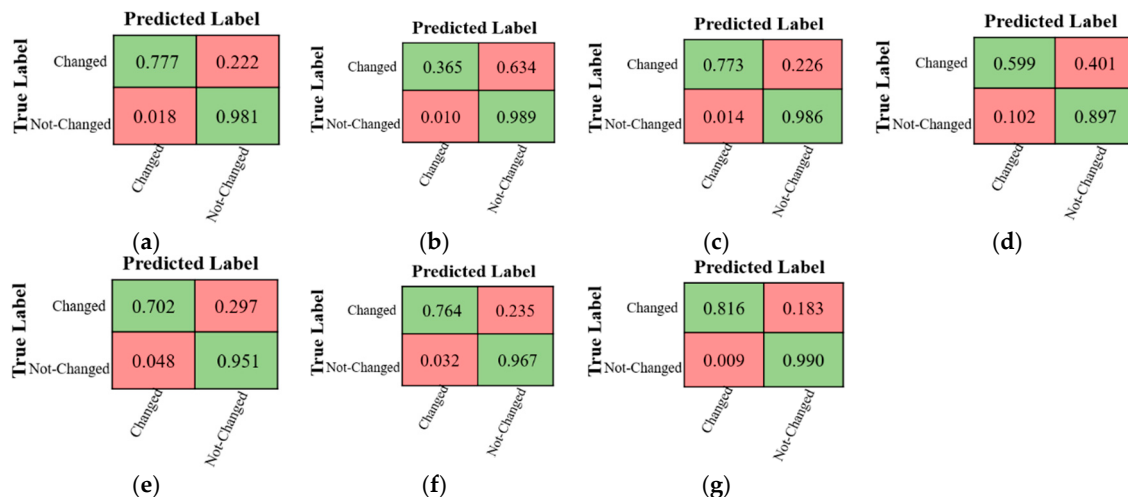 Predicted Label
True Label
Changed 0.777 0.222
Not-Changed 0.018 0.981
Changed Not-Changed
(a)
Predicted Label
True Label
Changed 0.365 0.634
Not-Changed 0.010 0.989
Changed Not-Changed
(b)
Predicted Label
True Label
Changed 0.773 0.226
Not-Changed 0.014 0.986
Changed Not-Changed
(c)
Predicted Label
True Label
Changed 0.599 0.401
Not-Changed 0.102 0.897
Changed Not-Changed
(d)
Predicted Label
True Label
Changed 0.702 0.297
Not-Changed 0.048 0.951
Changed Not-Changed
(e)
Predicted Label
True Label
Changed 0.764 0.235
Not-Changed 0.032 0.967
Changed Not-Changed
(f)
Predicted Label
True Label
Changed 0.816 0.183
Not-Changed 0.009 0.990
Changed Not-Changed
(g)